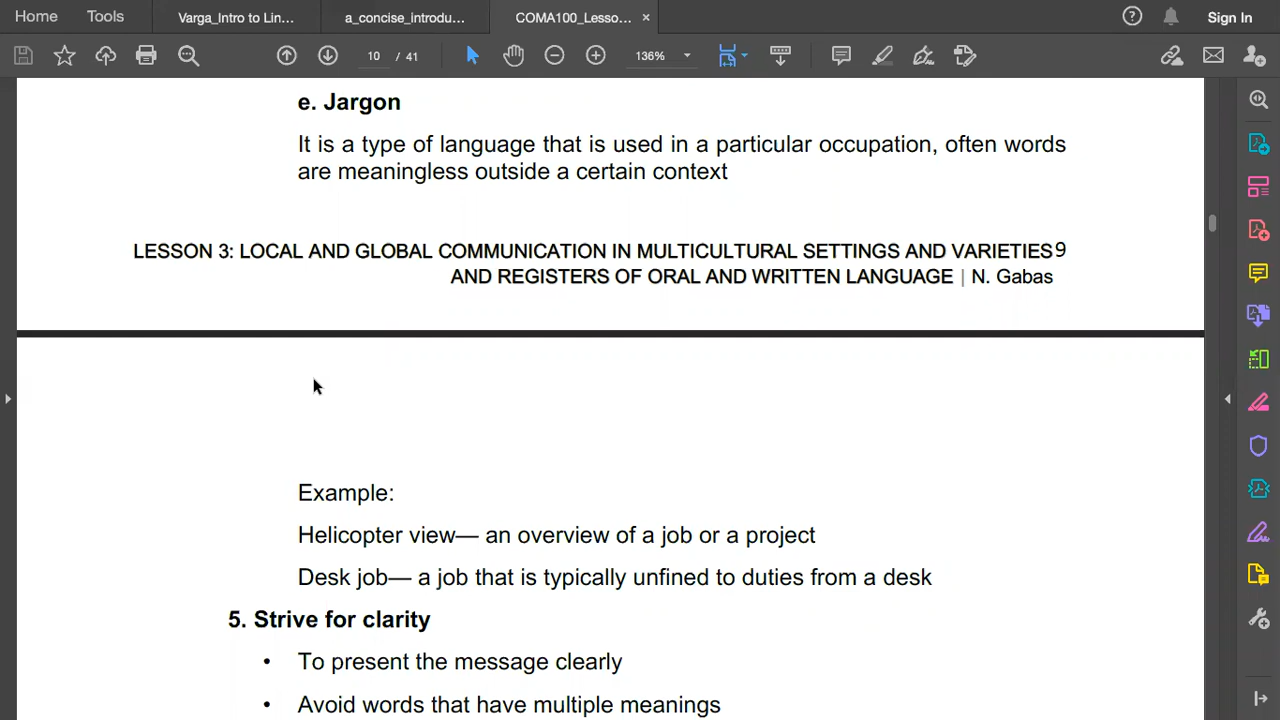 Home Tools Varga_Intro to Lin... a_concise_introdu... COMA100_Lesso... × Sign In
10 / 41 136%
e. Jargon
It is a type of language that is used in a particular occupation, often words
are meaningless outside a certain context
LESSON 3: LOCAL AND GLOBAL COMMUNICATION IN MULTICULTURAL SETTINGS AND VARIETIES 9
AND REGISTERS OF ORAL AND WRITTEN LANGUAGE | N. Gabas
Example:
Helicopter view— an overview of a job or a project
Desk job— a job that is typically unfined to duties from a desk
5. Strive for clarity
• To present the message clearly
• Avoid words that have multiple meanings